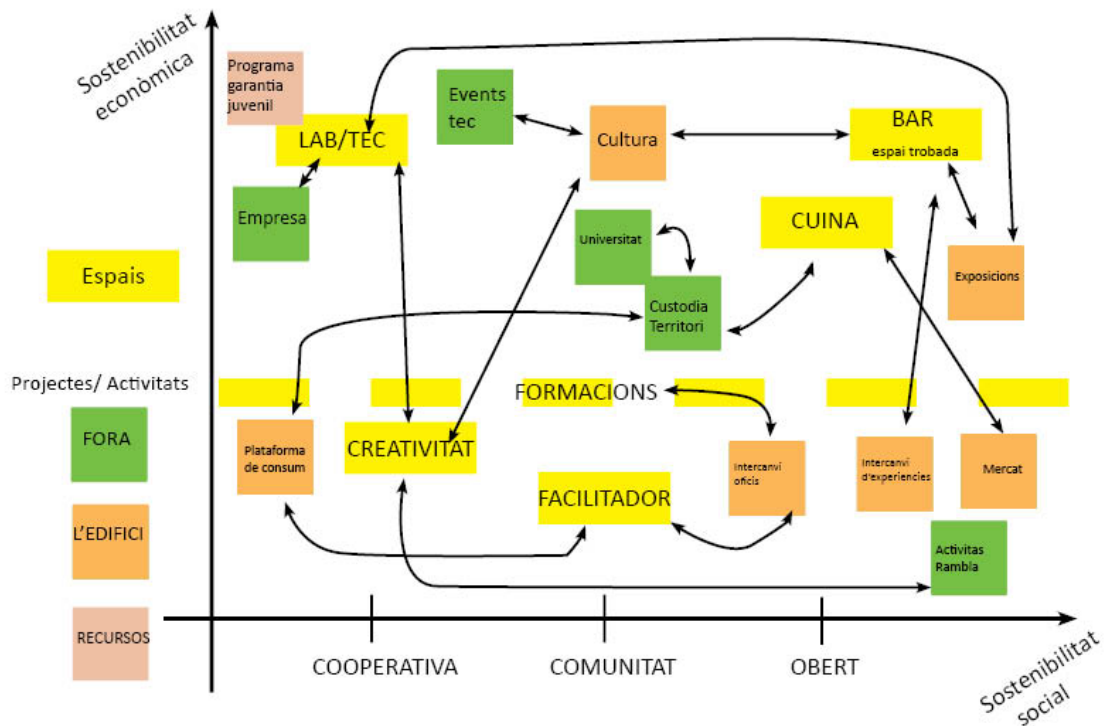 Sostenibilitat
econòmica
Programa
garantia
juvenil
LAB/TEC
Empresa
Events
tec
Cultura
BAR
espai trobada
CUINA
Universitat
Custodia
Territori
Exposicions
Espais
Projectes/ Activitats
FORA
L'EDIFICI
RECURSOS
FORMACIONS
Plataforma
de consum
CREATIVITAT
FACILITADOR
Intercanvi
oficis
Intercanvi
d'experiencies
Mercat
Activitas
Rambla
COOPERATIVA
COMUNITAT
OBERT
Sostenibilitat
social